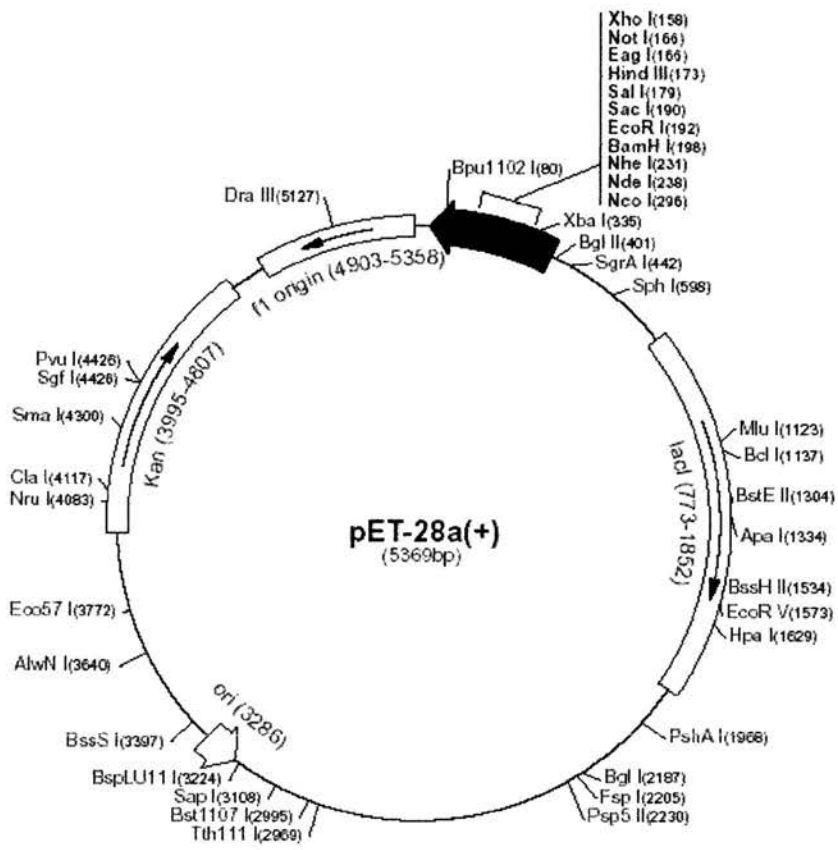 Xho I(158)
Not I(166)
Eag I(166)
Hind III(173)
Sal I(179)
Sac I(190)
EcoR I(192)
BamH I(198)
Nhe I(231)
Nde I(238)
Nco I(296)
Bpu1102 I(80)
Dra III(5127)
Xba I(335)
Bgl II(401)
SgrA I(442)
Sph I(598)
f1 origin (4903-5358)
Pvu I(4426)
Sgf I(4426)
Sma I(4300)
Kan (3995-4807)
Cla I(4117)
Nru I(4083)
Mlu I(1123)
Bcl I(1137)
BstE II(1304)
Apa I(1334)
lacI (773-1852)
BssH II(1534)
EcoR V(1573)
Hpa I(1629)
pET-28a(+)
(5369bp)
Eco57 I(3772)
AlwN I(3640)
ori (3286)
BssS I(3397)
PshA I(1968)
BspLU11 I(3224)
Sap I(3108)
Bst1107 I(2995)
Tth111 I(2969)
Bgl I(2187)
Fsp I(2205)
Psp5 II(2230)